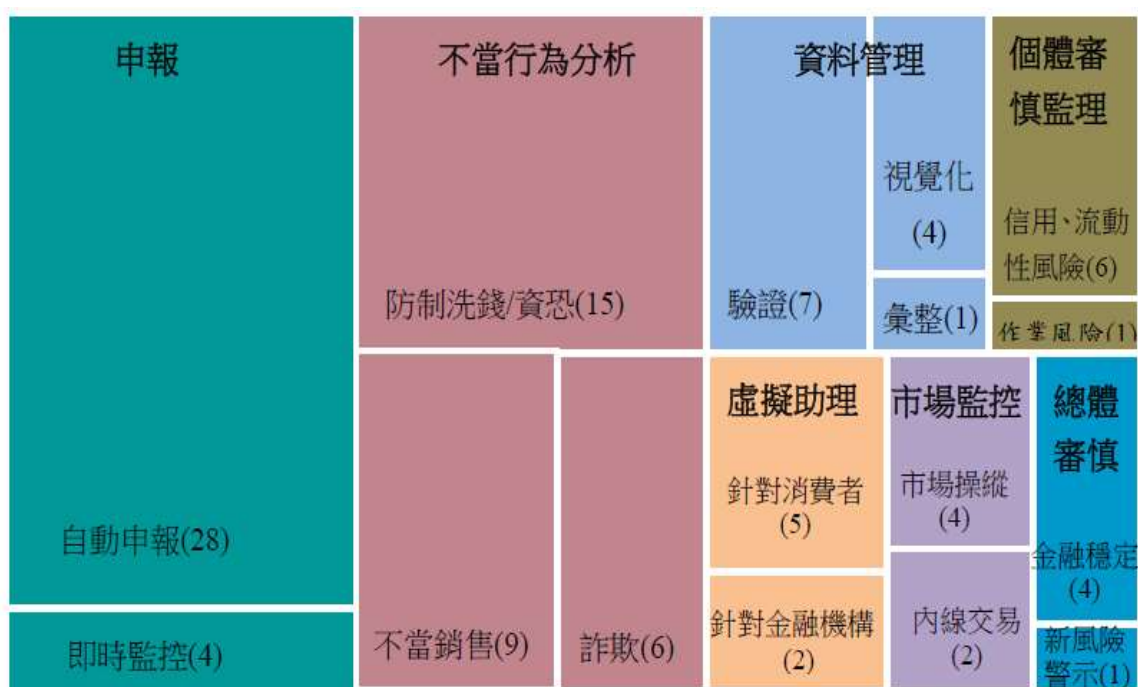 申報
自動申報(28)
即時監控(4)
不當行為分析
防制洗錢/資恐(15)
不當銷售(9)
詐欺(6)
資料管理
驗證(7)
視覺化
(4)
彙整(1)
個體審
慎監理
信用、流動
性風險(6)
作業風險(1)
虛擬助理
針對消費者
(5)
針對金融機構
(2)
市場監控
市場操縱
(4)
內線交易
(2)
總體
審慎
金融穩定
(4)
新風險
警示(1)